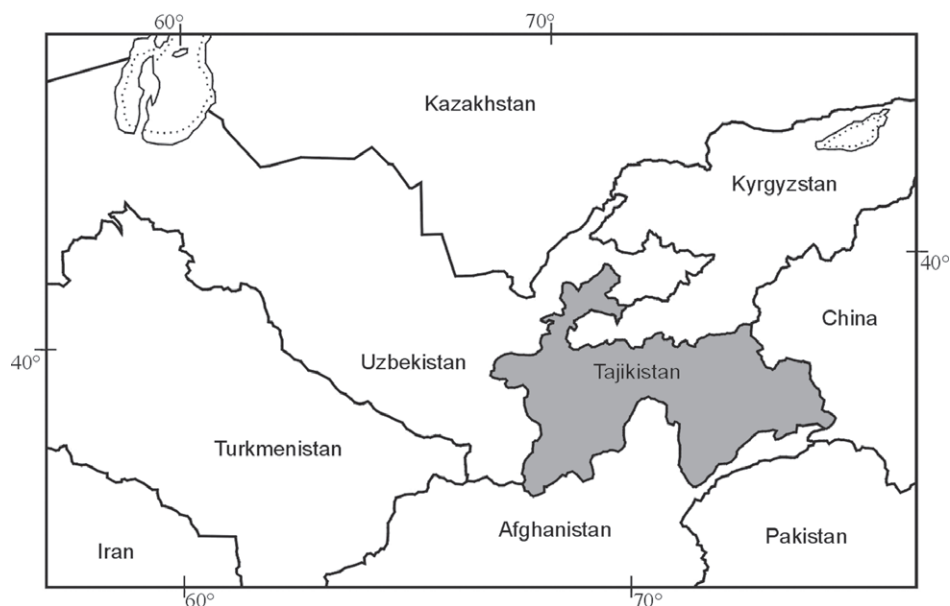 60°
70°
Kazakhstan
Kyrgyzstan
40°
China
40°
Uzbekistan
Tajikistan
Turkmenistan
Afghanistan
Pakistan
Iran
60°
70°